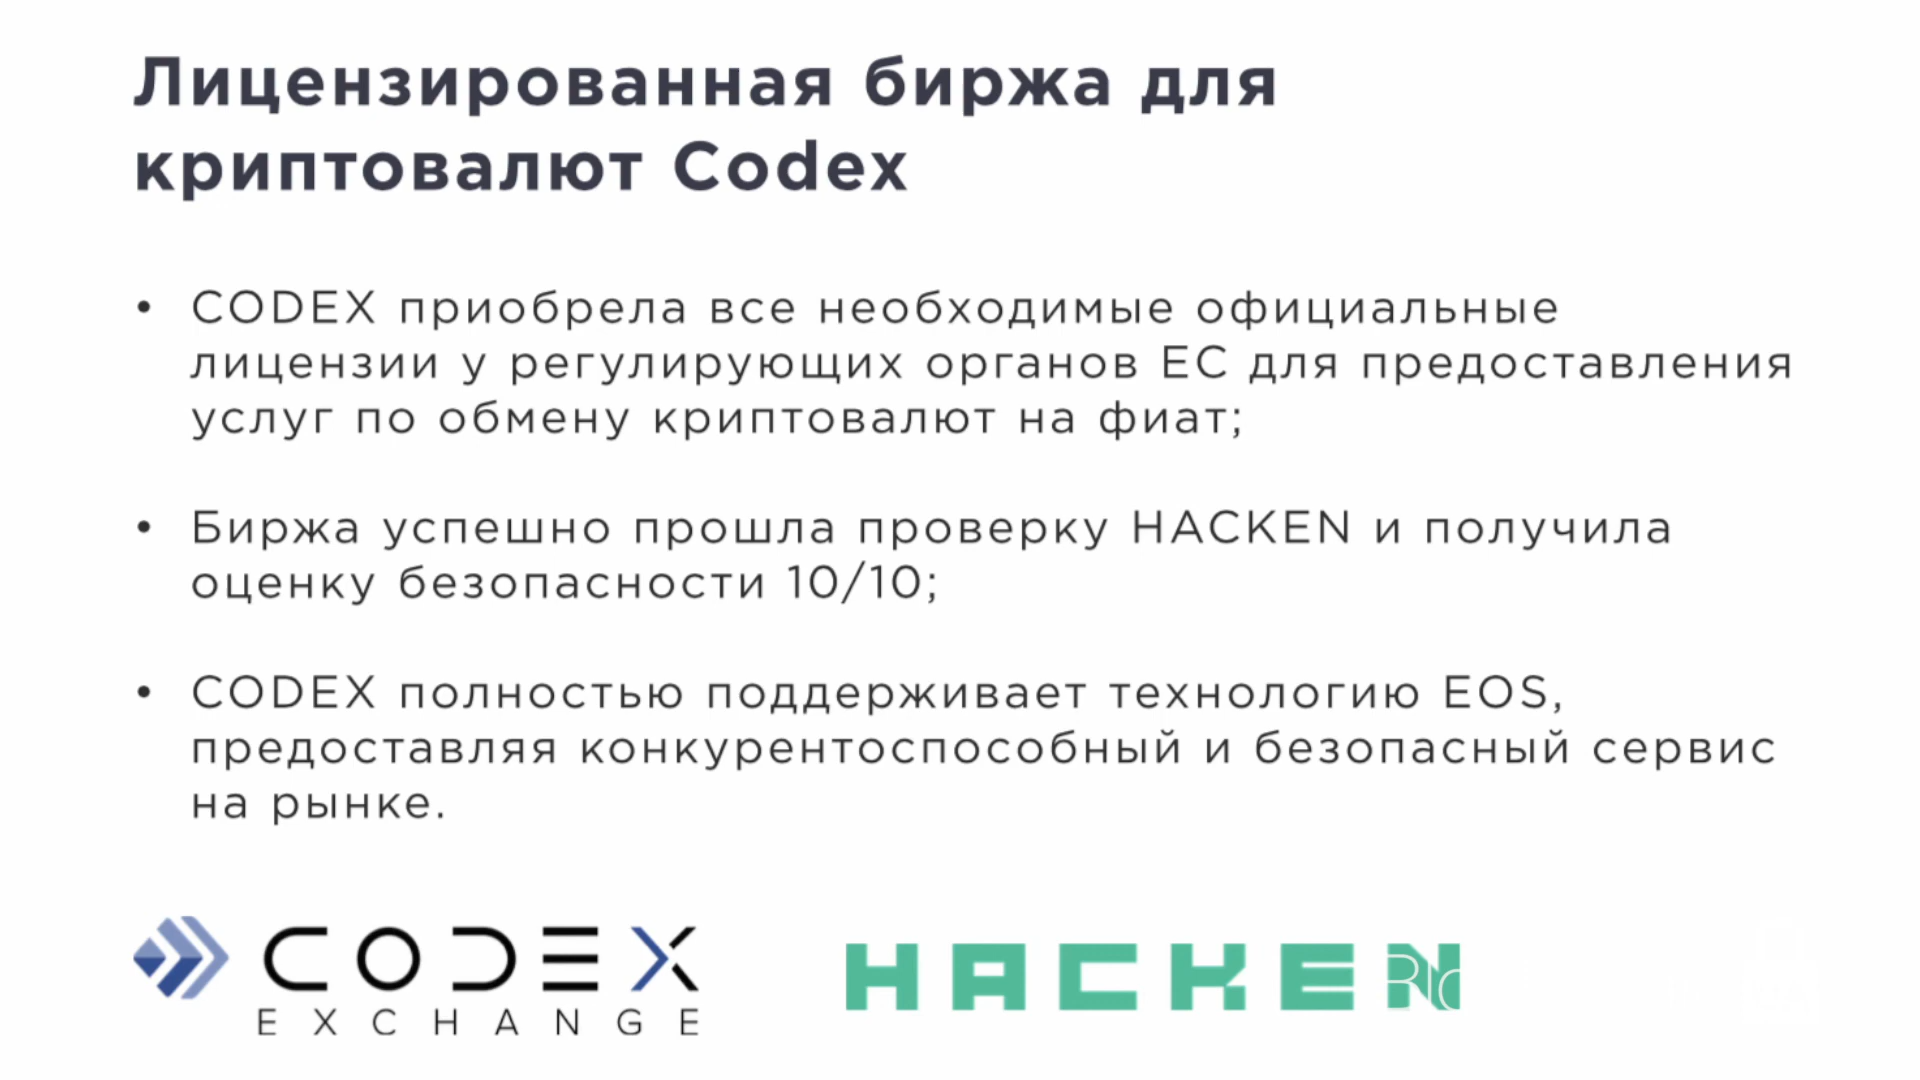 Лицензированная биржа для
криптовалют Codex
• CODEX приобрела все необходимые официальные
лицензии у регулирующих органов ЕС для предоставления
услуг по обмену криптовалют на фиат;
• Биржа успешно прошла проверку HACKEN и получила
оценку безопасности 10/10;
• CODEX полностью поддерживает технологию EOS,
предоставляя конкурентоспособный и безопасный сервис
на рынке.
CODEX
EXCHANGE
HACKEN